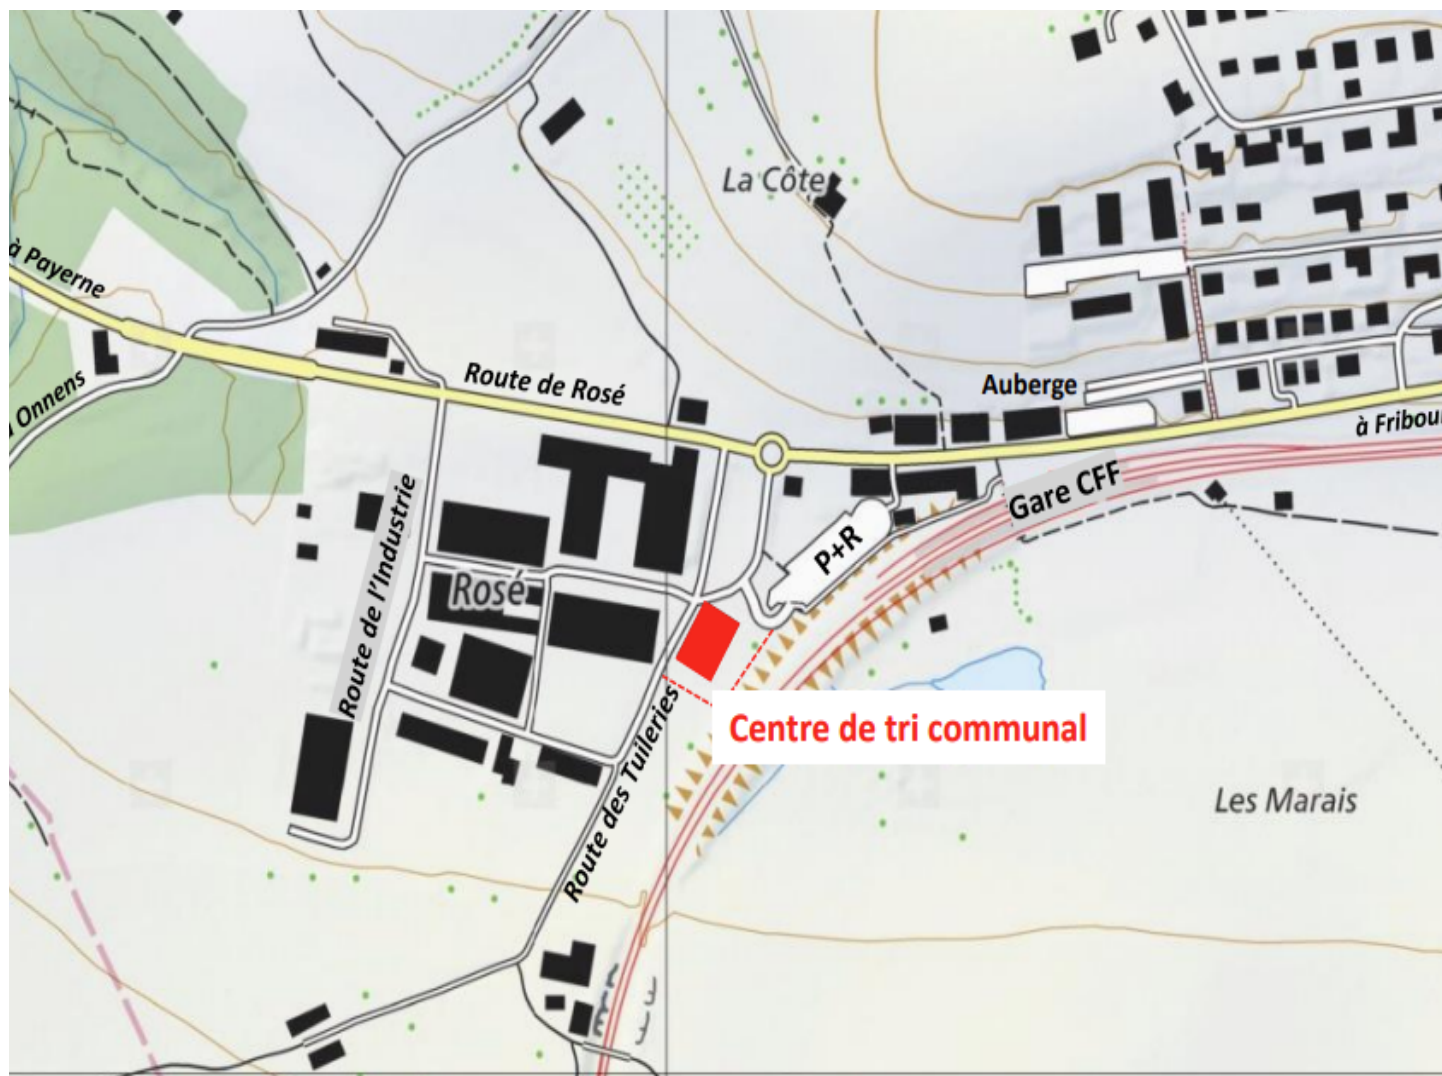 La Côte
à Payerne
Route de Rosé
Auberge
à Fribou
Onnens
Gare CFF
P+R
Route de l'Industrie
Rosé
Centre de tri communal
Route des Tuileries
Les Marais